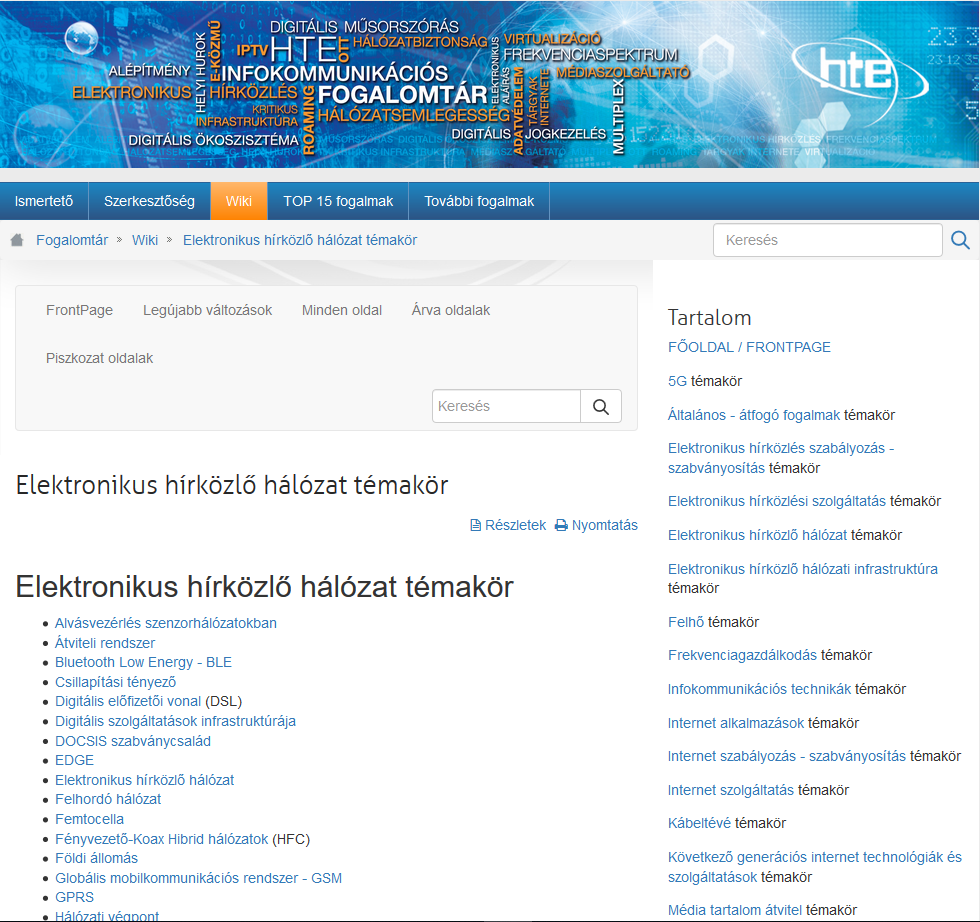 DIGITÁLIS MŰSORSZÓRÁS
IPTV HTE OTT HÁLÓZATBIZTONSÁG
VIRTUALIZÁCIÓ
FREKVENCIASPEKTRUM
ALÉPÍTMÉNY
HELYI HUROK
E-KÖZMŰ
INFOKOMMUNIKÁCIÓS
ELEKTRONIKUS ALÁÍRÁS
MÉDIASZOLGÁLTATÓ
ELEKTRONIKUS HÍRKÖZLÉS
FOGALOMTÁR
KRITIKUS
INFRASTRUKTÚRA
ROAMING
HÁLÓZATSEMLEGESSÉG
ADATVÉDELEM
TÁRGYAK
INTERNETE
MULTIPLEX
DIGITÁLIS ÖKOSZISZTÉMA
DIGITÁLIS JOGKEZELÉS
hte
Ismertető Szerkesztőség Wiki TOP 15 fogalmak További fogalmak
Fogalomtár » Wiki » Elektronikus hírközlő hálózat témakör
Keresés
FrontPage Legújabb változások Minden oldal Árva oldalak
Piszkozat oldalak
Keresés
Elektronikus hírközlő hálózat témakör
Részletek Nyomtatás
Elektronikus hírközlő hálózat témakör
• Alvásvezérlés szenzorhálózatokban
• Átviteli rendszer
• Bluetooth Low Energy - BLE
• Csillapítási tényező
• Digitális előfizetői vonal (DSL)
• Digitális szolgáltatások infrastruktúrája
• DOCSIS szabványcsalád
• EDGE
• Elektronikus hírközlő hálózat
• Felhordó hálózat
• Femtocella
• Fényvezető-Koax Hibrid hálózatok (HFC)
• Földi állomás
• Globális mobilkommunikációs rendszer - GSM
• GPRS
• Hálózati végpont
Tartalom
FŐOLDAL / FRONTPAGE
5G témakör
Általános - átfogó fogalmak témakör
Elektronikus hírközlés szabályozás -
szabványosítás témakör
Elektronikus hírközlési szolgáltatás témakör
Elektronikus hírközlő hálózat témakör
Elektronikus hírközlő hálózati infrastruktúra
témakör
Felhő témakör
Frekvenciagazdálkodás témakör
Infokommunikációs technikák témakör
Internet alkalmazások témakör
Internet szabályozás - szabványosítás témakör
Internet szolgáltatás témakör
Kábeltévé témakör
Következő generációs internet technológiák és
szolgáltatások témakör
Média tartalom átvitel témakör